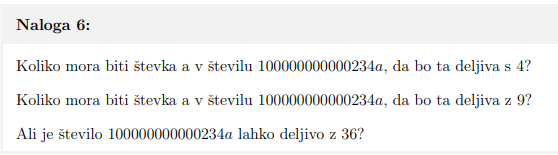 Naloga 6:
Koliko mora biti števka a v številu 100000000000234a, da bo ta deljiva s 4?
Koliko mora biti števka a v številu 100000000000234a, da bo ta deljiva z 9?
Ali je število 100000000000234a lahko deljivo z 36?